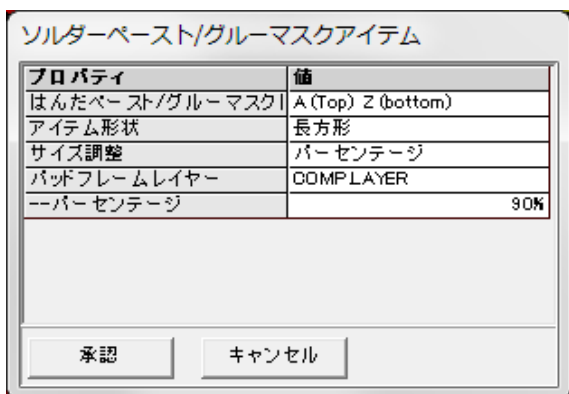 ソルダーペースト/グルーマスクアイテム
プロパティ 値
はんだペースト/グルーマスク A (Top) Z (bottom)
アイテム形状 長方形
サイズ調整 パーセンテージ
パッドフレームレイヤー COMP.LAYER
--パーセンテージ 90%
承認 キャンセル